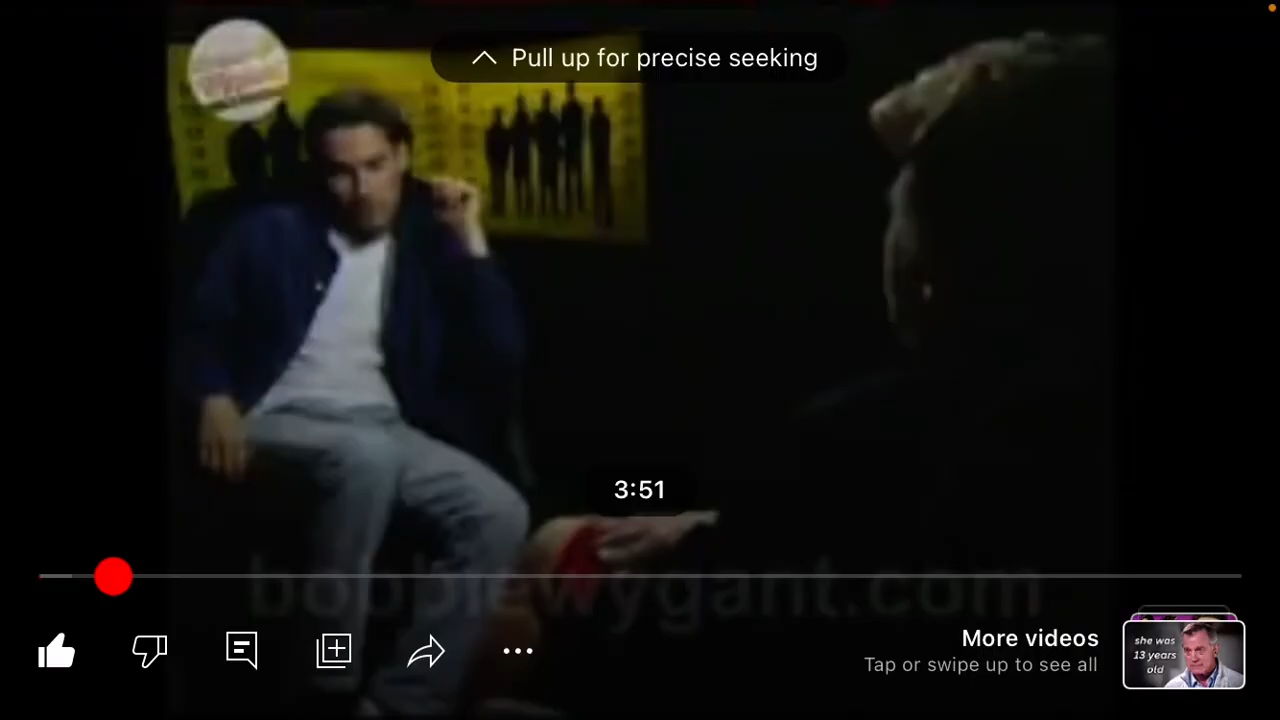 Pull up for precise seeking
3:51
bobbiewygant.com
More videos
Tap or swipe up to see all
she was
13 years
old